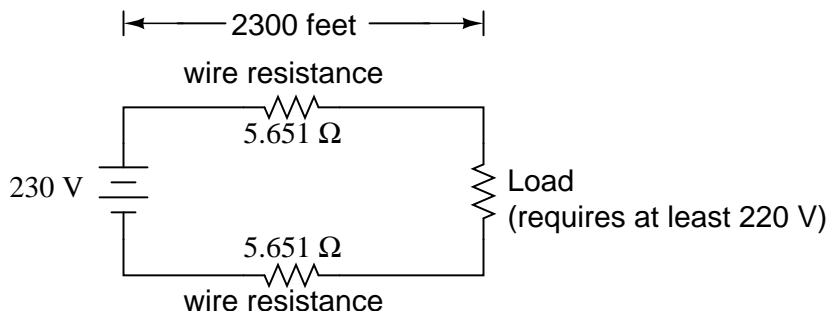 2300 feet
wire resistance
5.651 Ω
230 V
Load
(requires at least 220 V)
5.651 Ω
wire resistance